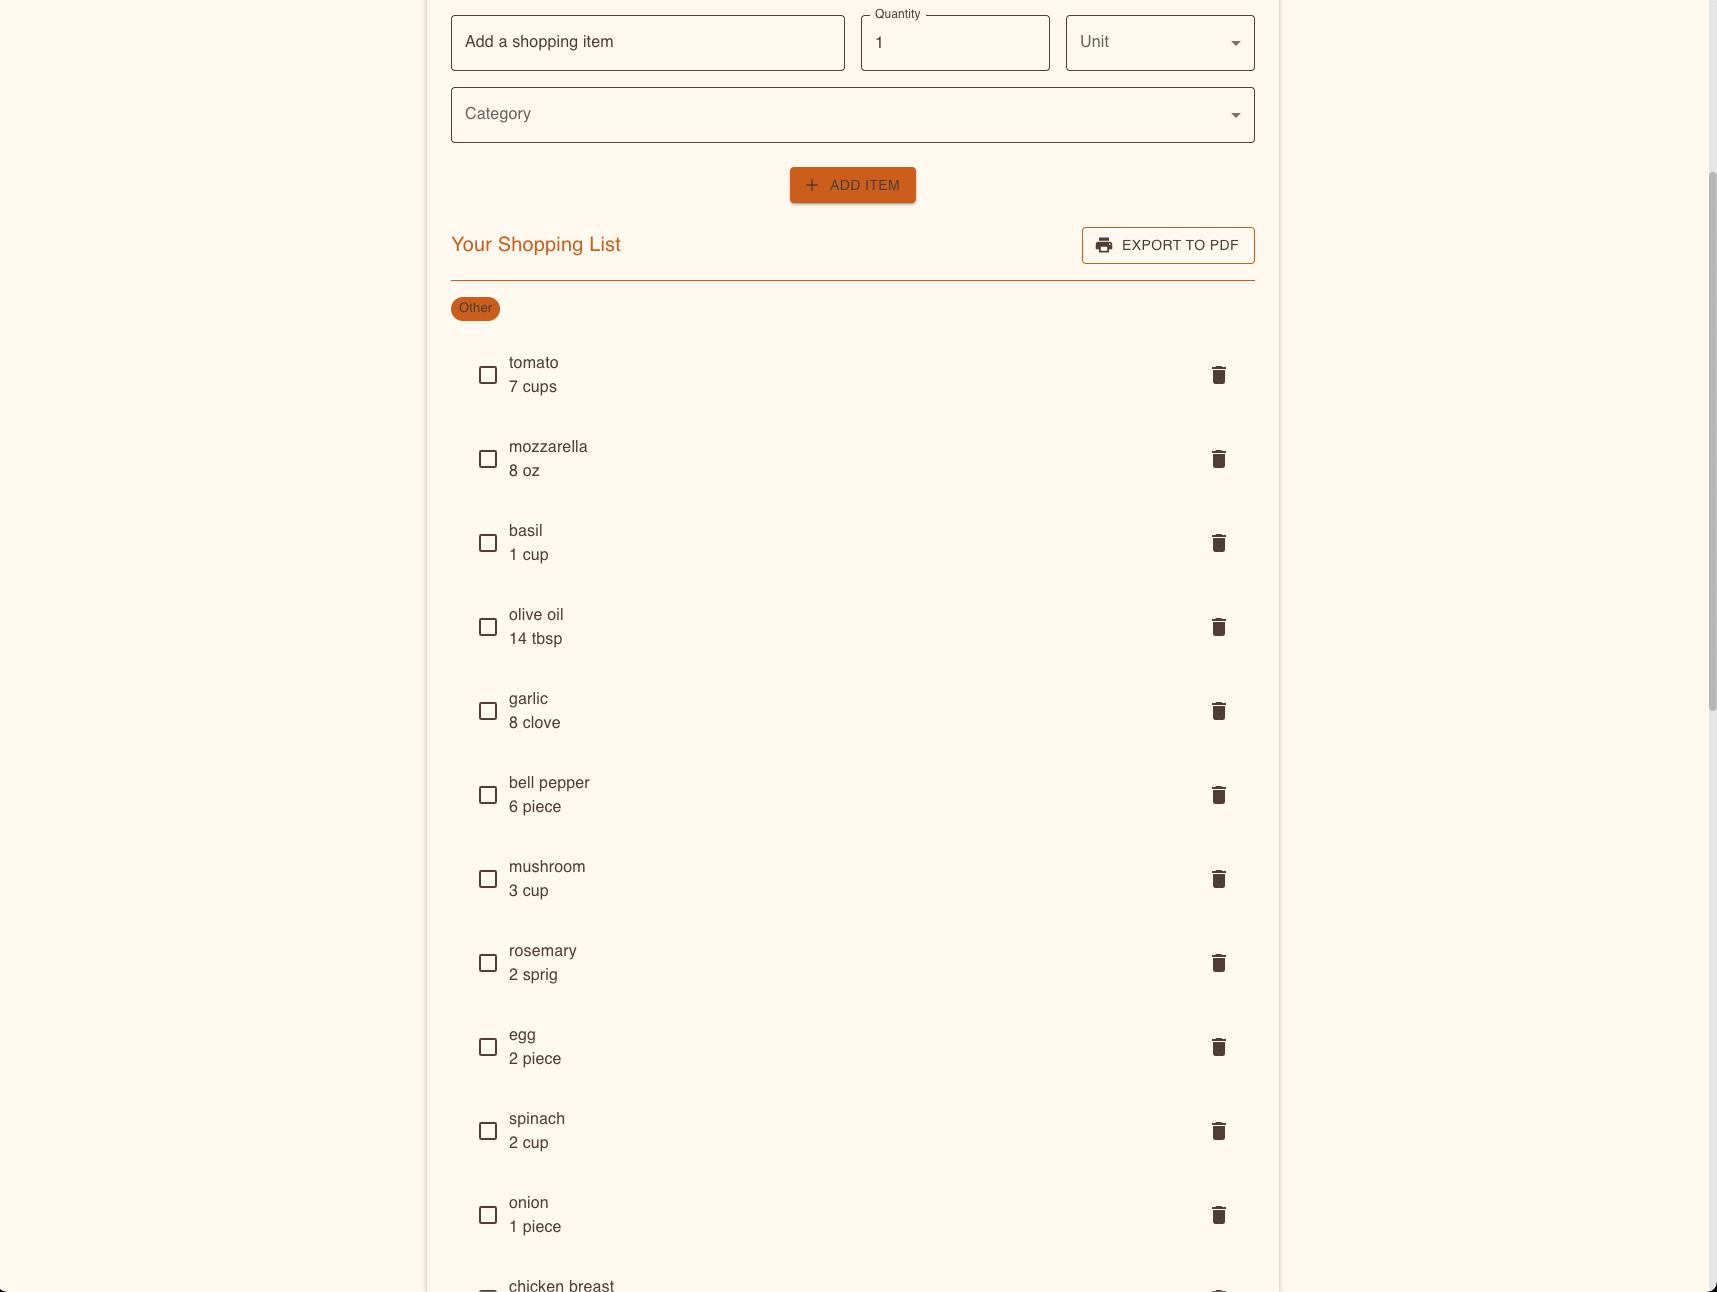 Add a shopping item
Quantity
1
Unit
Category
ADD ITEM
Your Shopping List
EXPORT TO PDF
Other
tomato
7 cups
mozzarella
8 oz
basil
1 cup
olive oil
14 tbsp
garlic
8 clove
bell pepper
6 piece
mushroom
3 cup
rosemary
2 sprig
egg
2 piece
spinach
2 cup
onion
1 piece
chicken breast